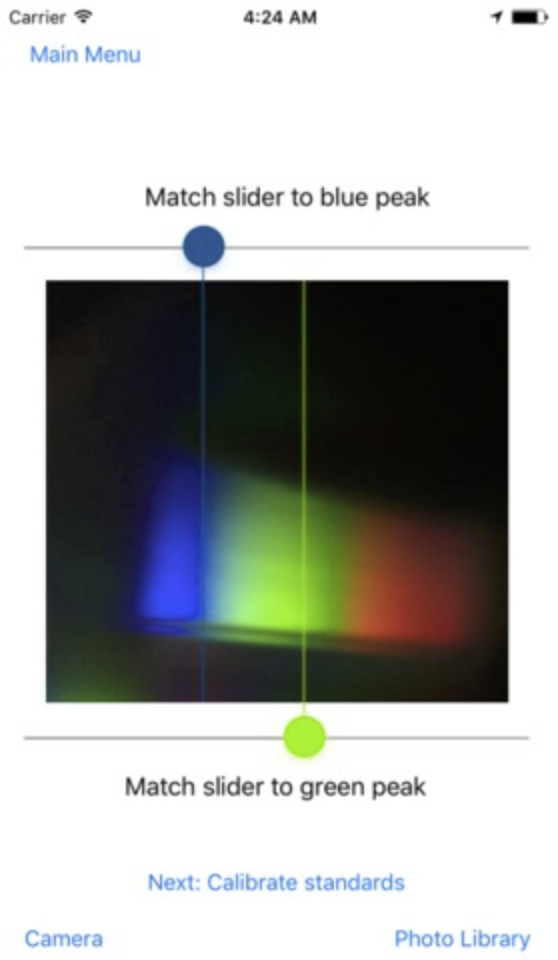 Carrier 4:24 AM
Main Menu
Match slider to blue peak
Match slider to green peak
Next: Calibrate standards
Camera Photo Library